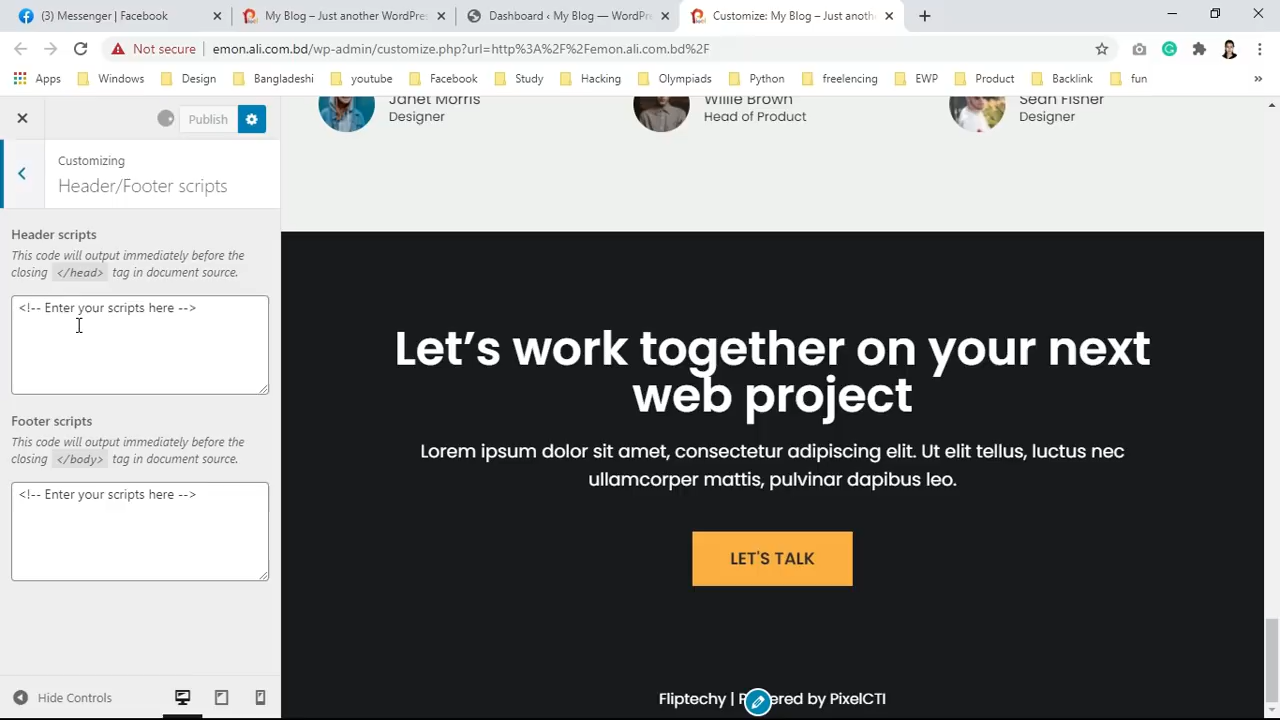 (3) Messenger | Facebook
My Blog – Just another WordPres
Dashboard ‹ My Blog — WordPre
Customize: My Blog – Just anoth
Not secure
emon.ali.com.bd/wp-admin/customize.php?url=http%3A%2F%2Femon.ali.com.bd%2F
Apps
Windows
Design
Bangladeshi
youtube
Facebook
Study
Hacking
Olympiads
Python
freelencing
EWP
Product
Backlink
fun
»
Publish
Customizing
Header/Footer scripts
Header scripts
This code will output immediately before the
closing </head> tag in document source.
<!-- Enter your scripts here -->
Footer scripts
This code will output immediately before the
closing </body> tag in document source.
<!-- Enter your scripts here -->
Hide Controls
Janet Morris
Designer
Willie Brown
Head of Product
Sean Fisher
Designer
Let's work together on your next
web project
Lorem ipsum dolor sit amet, consectetur adipiscing elit. Ut elit tellus, luctus nec
ullamcorper mattis, pulvinar dapibus leo.
LET'S TALK
Fliptechy | Powered by PixelCTI